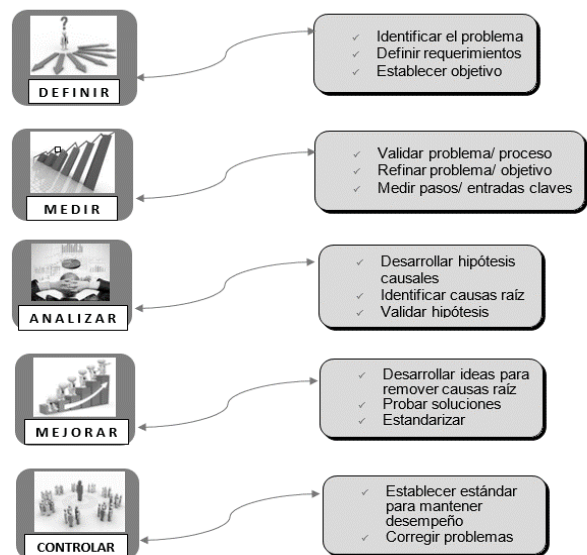 ?
DEFINIR
✓ Identificar el problema
✓ Definir requerimientos
✓ Establecer objetivo
MEDIR
✓ Validar problema/ proceso
✓ Refinar problema/ objetivo
✓ Medir pasos/ entradas claves
ANALIZAR
✓ Desarrollar hipótesis
causales
✓ Identificar causas raíz
✓ Validar hipótesis
MEJORAR
✓ Desarrollar ideas para
remover causas raíz
✓ Probar soluciones
✓ Estandarizar
CONTROLAR
✓ Establecer estándar
para mantener
desempeño
✓ Corregir problemas